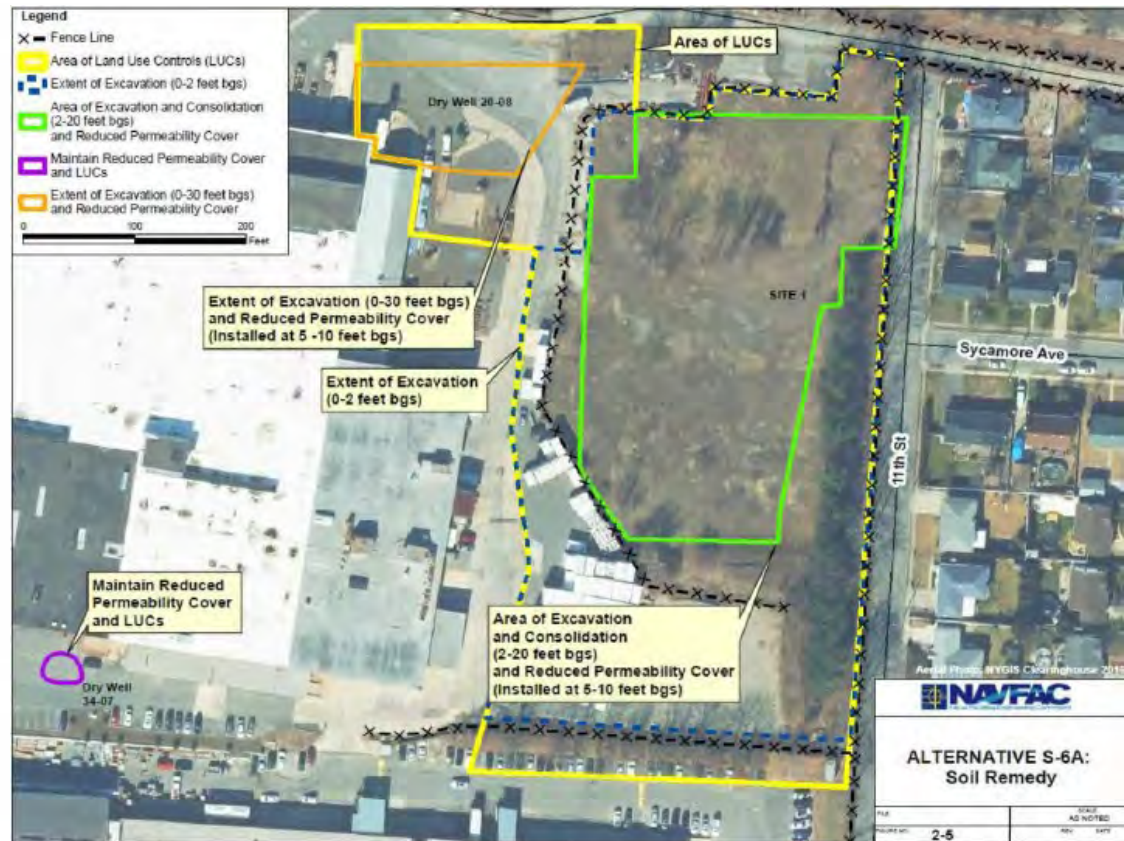 Legend
Fence Line
Area of Land Use Controls (LUCs)
Extent of Excavation (0-2 feet bgs)
Area of Excavation and Consolidation
(2-20 feet bgs)
and Reduced Permeability Cover
Maintain Reduced Permeability Cover
and LUCs
Extent of Excavation (0-30 feet bgs)
and Reduced Permeability Cover
0 100 200
Feet
Area of LUCs
Dry Well 20-08
Extent of Excavation (0-30 feet bgs)
and Reduced Permeability Cover
(Installed at 5 -10 feet bgs)
SITE 1
Sycamore Ave
Extent of Excavation
(0-2 feet bgs)
11th St
Maintain Reduced
Permeability Cover
and LUCs
Dry Well
34-07
Area of Excavation
and Consolidation
(2-20 feet bgs)
and Reduced Permeability Cover
(Installed at 5-10 feet bgs)
Aerial Photo: NYGIS Clearinghouse
NAVFAC
ALTERNATIVE S-6A:
Soil Remedy
FILE
SCALE
AS NOTED
FIGURE NO.
2-5
REV
DATE